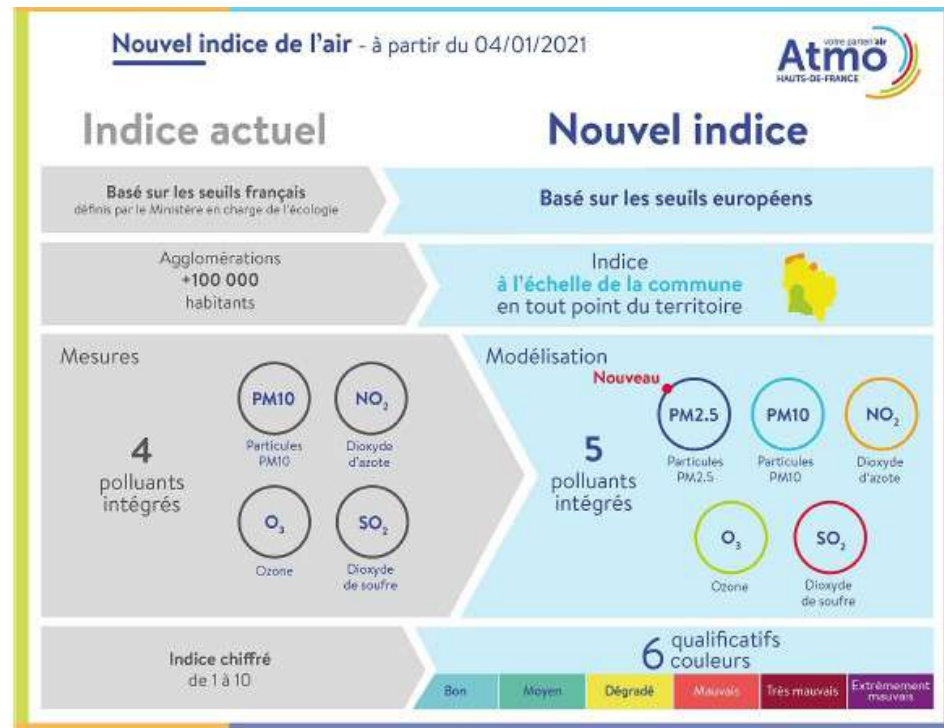 Nouvel indice de l'air - à partir du 04/01/2021
votre parten'air
Atmo
HAUTS-DE-FRANCE
Indice actuel
Nouvel indice
Basé sur les seuils français
définis par le Ministère en charge de l'écologie
Basé sur les seuils européens
Agglomérations
+100 000
habitants
Indice
à l'échelle de la commune
en tout point du territoire
Mesures
4
polluants
intégrés
PM10
Particules
PM10
NO₂
Dioxyde
d'azote
O₃
Ozone
SO₂
Dioxyde
de soufre
Modélisation
Nouveau
5
polluants
intégrés
PM2.5
Particules
PM2.5
PM10
Particules
PM10
NO₂
Dioxyde
d'azote
O₃
Ozone
SO₂
Dioxyde
de soufre
Indice chiffré
de 1 à 10
6 qualificatifs
couleurs
Bon
Moyen
Dégradé
Mauvais
Très mauvais
Extrêmement
mauvais